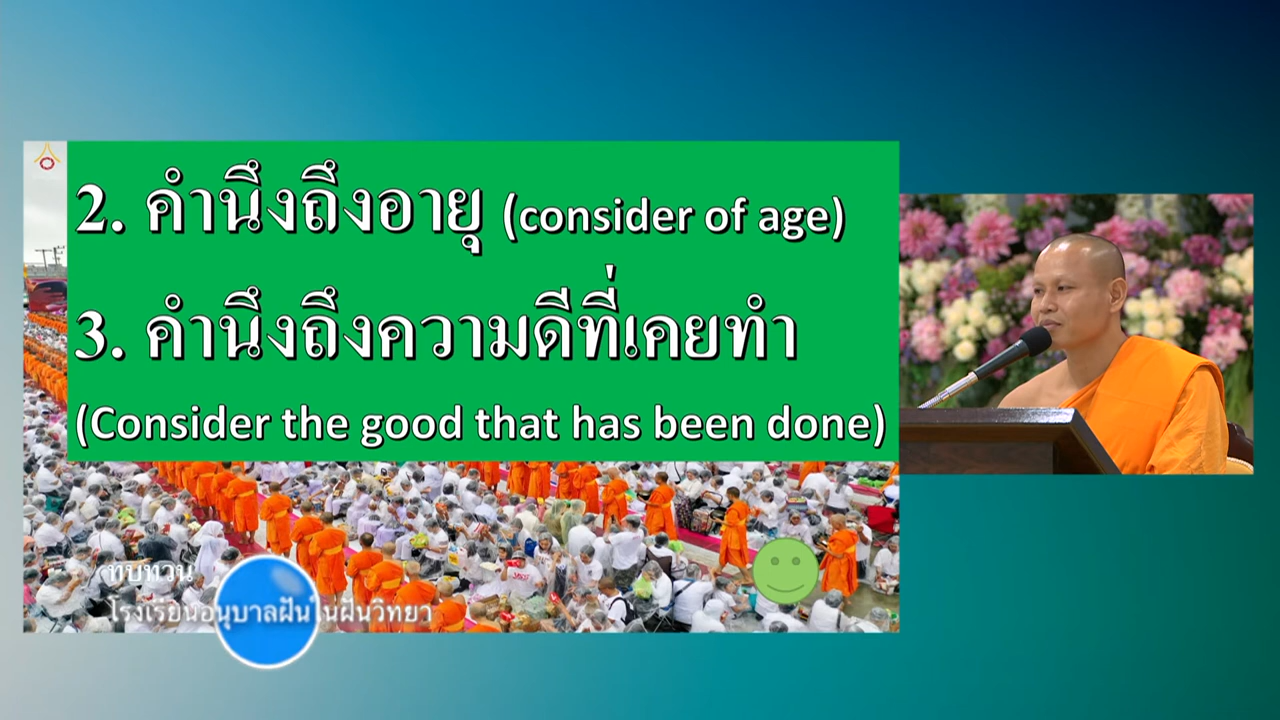 2. คำนึงถึงอายุ (consider of age)
3. คำนึงถึงความดีที่เคยทำ
(Consider the good that has been done)
ทบทวน
โรงเรียนอนุบาลฝันในฝันวิทยา